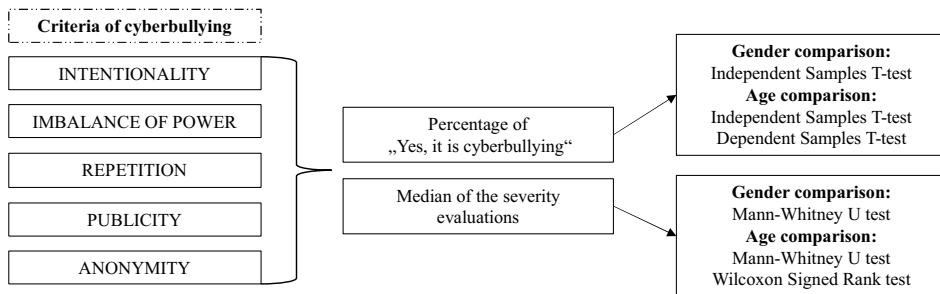 Criteria of cyberbullying
INTENTIONALITY
IMBALANCE OF POWER
REPETITION
PUBLICITY
ANONYMITY
Percentage of
„Yes, it is cyberbullying“
Median of the severity
evaluations
Gender comparison:
Independent Samples T-test
Age comparison:
Independent Samples T-test
Dependent Samples T-test
Gender comparison:
Mann-Whitney U test
Age comparison:
Mann-Whitney U test
Wilcoxon Signed Rank test